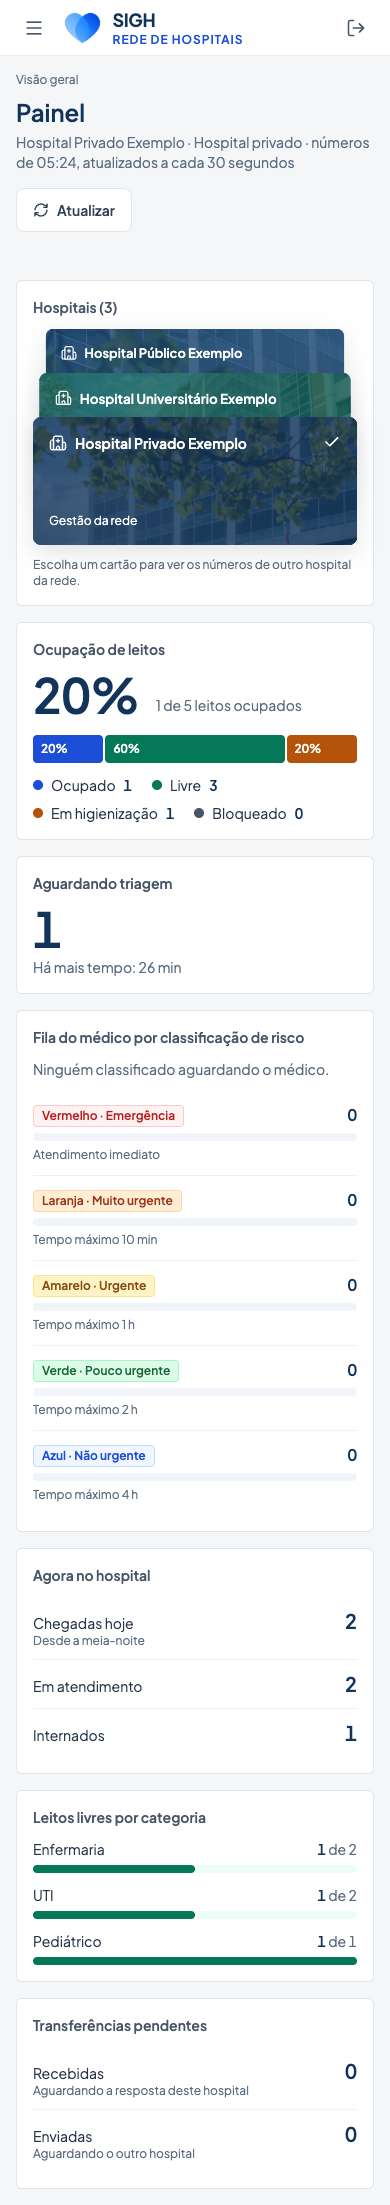 SIGH
REDE DE HOSPITAIS
Visão geral
Painel
Hospital Privado Exemplo · Hospital privado · números
de 05:24, atualizados a cada 30 segundos
Atualizar
Hospitais (3)
Hospital Público Exemplo
Hospital Universitário Exemplo
Hospital Privado Exemplo
Gestão da rede
Escolha um cartão para ver os números de outro hospital
da rede.
Ocupação de leitos
20% 1 de 5 leitos ocupados
20% 60% 20%
Ocupado 1 Livre 3
Em higienização 1 Bloqueado 0
Aguardando triagem
1
Há mais tempo: 26 min
Fila do médico por classificação de risco
Ninguém classificado aguardando o médico.
Vermelho · Emergência 0
Atendimento imediato
Laranja · Muito urgente 0
Tempo máximo 10 min
Amarelo · Urgente 0
Tempo máximo 1 h
Verde · Pouco urgente 0
Tempo máximo 2 h
Azul · Não urgente 0
Tempo máximo 4 h
Agora no hospital
Chegadas hoje 2
Desde a meia-noite
Em atendimento 2
Internados 1
Leitos livres por categoria
Enfermaria 1 de 2
UTI 1 de 2
Pediátrico 1 de 1
Transferências pendentes
Recebidas 0
Aguardando a resposta deste hospital
Enviadas 0
Aguardando o outro hospital